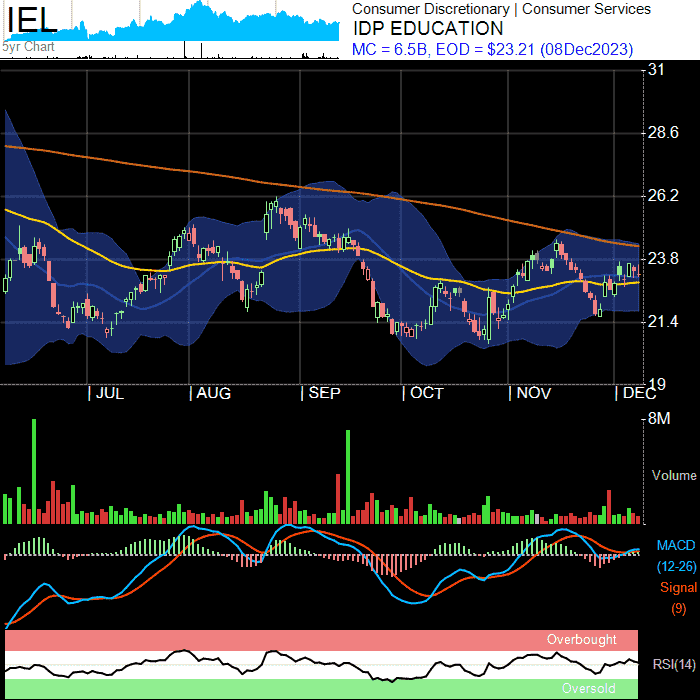 IEL
5yr Chart
Consumer Discretionary | Consumer Services
IDP EDUCATION
MC = 6.5B, EOD = $23.21 (08Dec2023)
31
28.6
26.2
23.8
21.4
19
JUL AUG SEP OCT NOV DEC
8M
Volume
MACD
(12-26)
Signal
(9)
Overbought
RSI(14)
Oversold